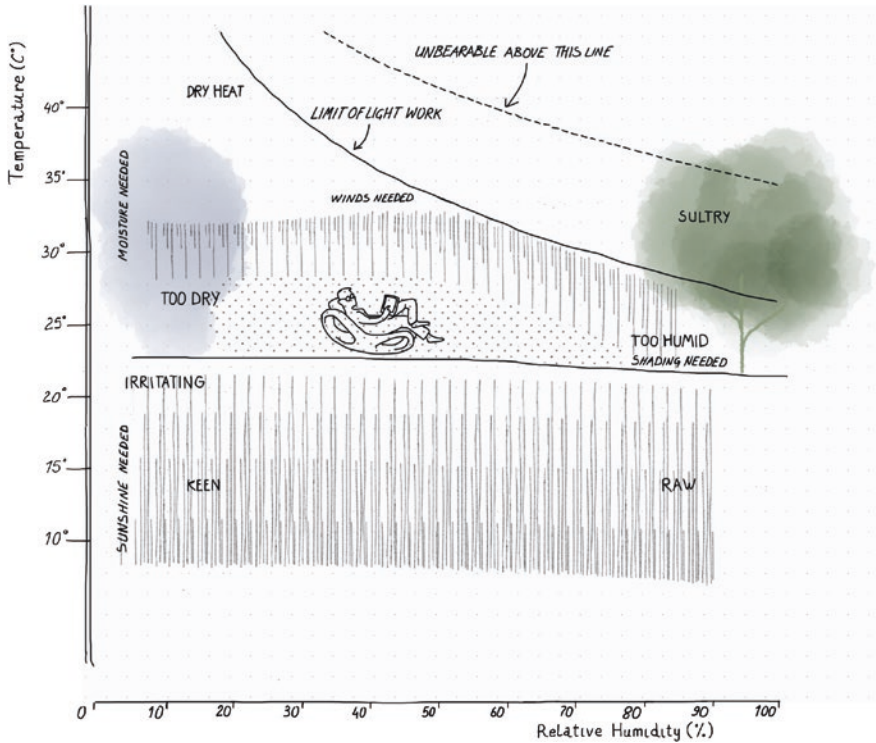 Temperature (C°)
UNBEARABLE ABOVE THIS LINE
DRY HEAT
40°
LIMIT OF LIGHT WORK
35°
MOISTURE NEEDED
WINDS NEEDED
SULTRY
30°
TOO DRY
25°
TOO HUMID
SHADING NEEDED
IRRITATING
20°
SUNSHINE NEEDED
15°
KEEN
RAW
10°
0 10% 20% 30% 40% 50% 60% 70% 80% 90% 100%
Relative Humidity (%)